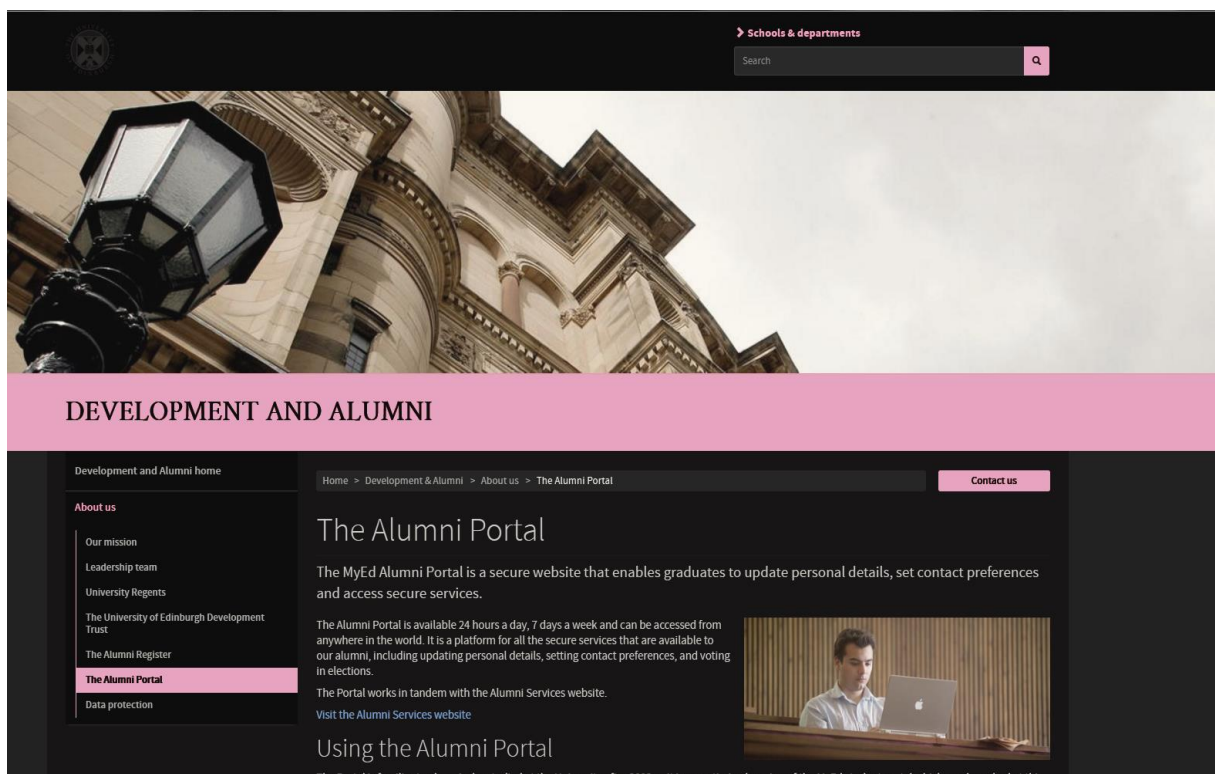 Schools & departments
Search
DEVELOPMENT AND ALUMNI
Development and Alumni home
About us
Our mission
Leadership team
University Regents
The University of Edinburgh Development
Trust
The Alumni Register
The Alumni Portal
Data protection
Home > Development & Alumni > About us > The Alumni Portal
Contact us
The Alumni Portal
The MyEd Alumni Portal is a secure website that enables graduates to update personal details, set contact preferences
and access secure services.
The Alumni Portal is available 24 hours a day, 7 days a week and can be accessed from
anywhere in the world. It is a platform for all the secure services that are available to
our alumni, including updating personal details, setting contact preferences, and voting
in elections.
The Portal works in tandem with the Alumni Services website.
Visit the Alumni Services website
Using the Alumni Portal